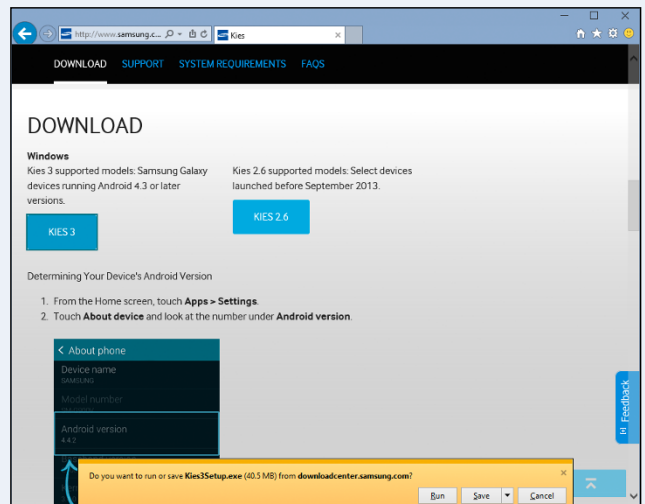 http://www.samsung.c...
Kies
DOWNLOAD SUPPORT SYSTEM REQUIREMENTS FAQS
DOWNLOAD
Windows
Kies 3 supported models: Samsung Galaxy
devices running Android 4.3 or later
versions.
KIES 3
Kies 2.6 supported models: Select devices
launched before September 2013.
KIES 2.6
Determining Your Device's Android Version
1. From the Home screen, touch Apps > Settings.
2. Touch About device and look at the number under Android version.
About phone
Device name
SAMSUNG
Model number
Android version
4.4.2
Feedback
Do you want to run or save Kies3Setup.exe (40.5 MB) from downloadcenter.samsung.com?
Run Save Cancel